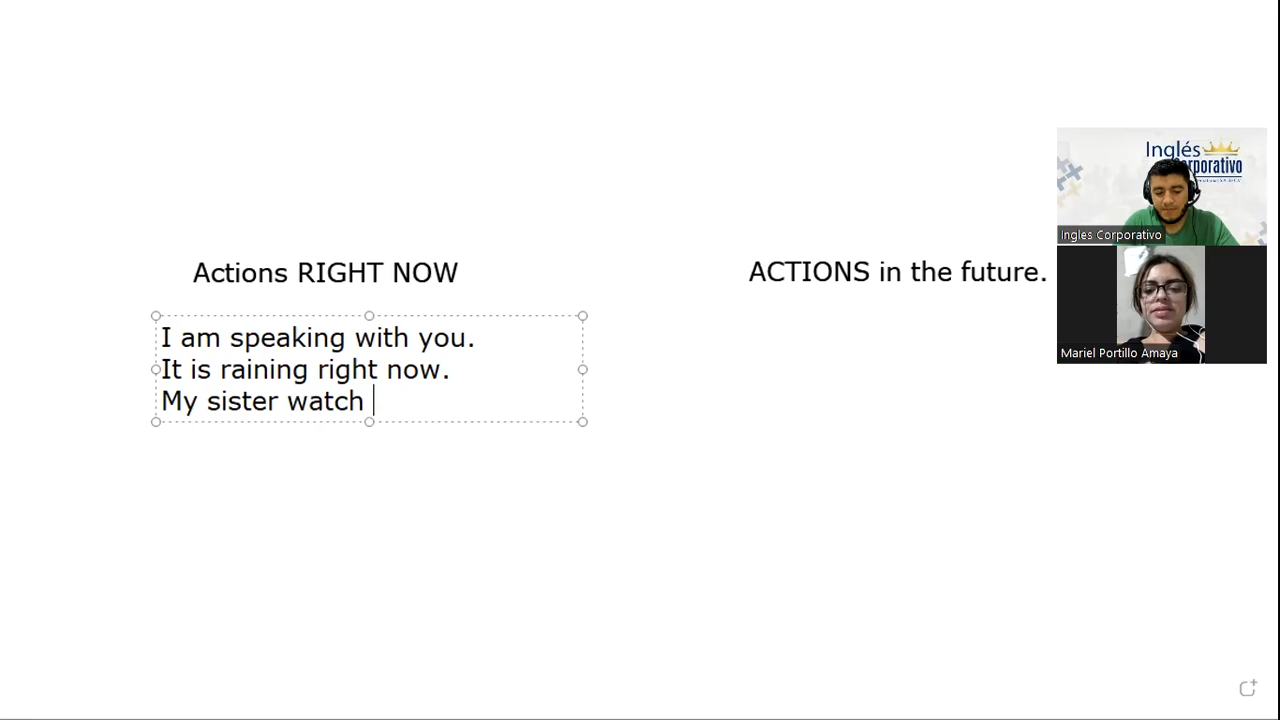 Actions RIGHT NOW
ACTIONS in the future.
I am speaking with you.
It is raining right now.
My sister watch
Inglés
Corporativo
Ingles Corporativo
Mariel Portillo Amaya